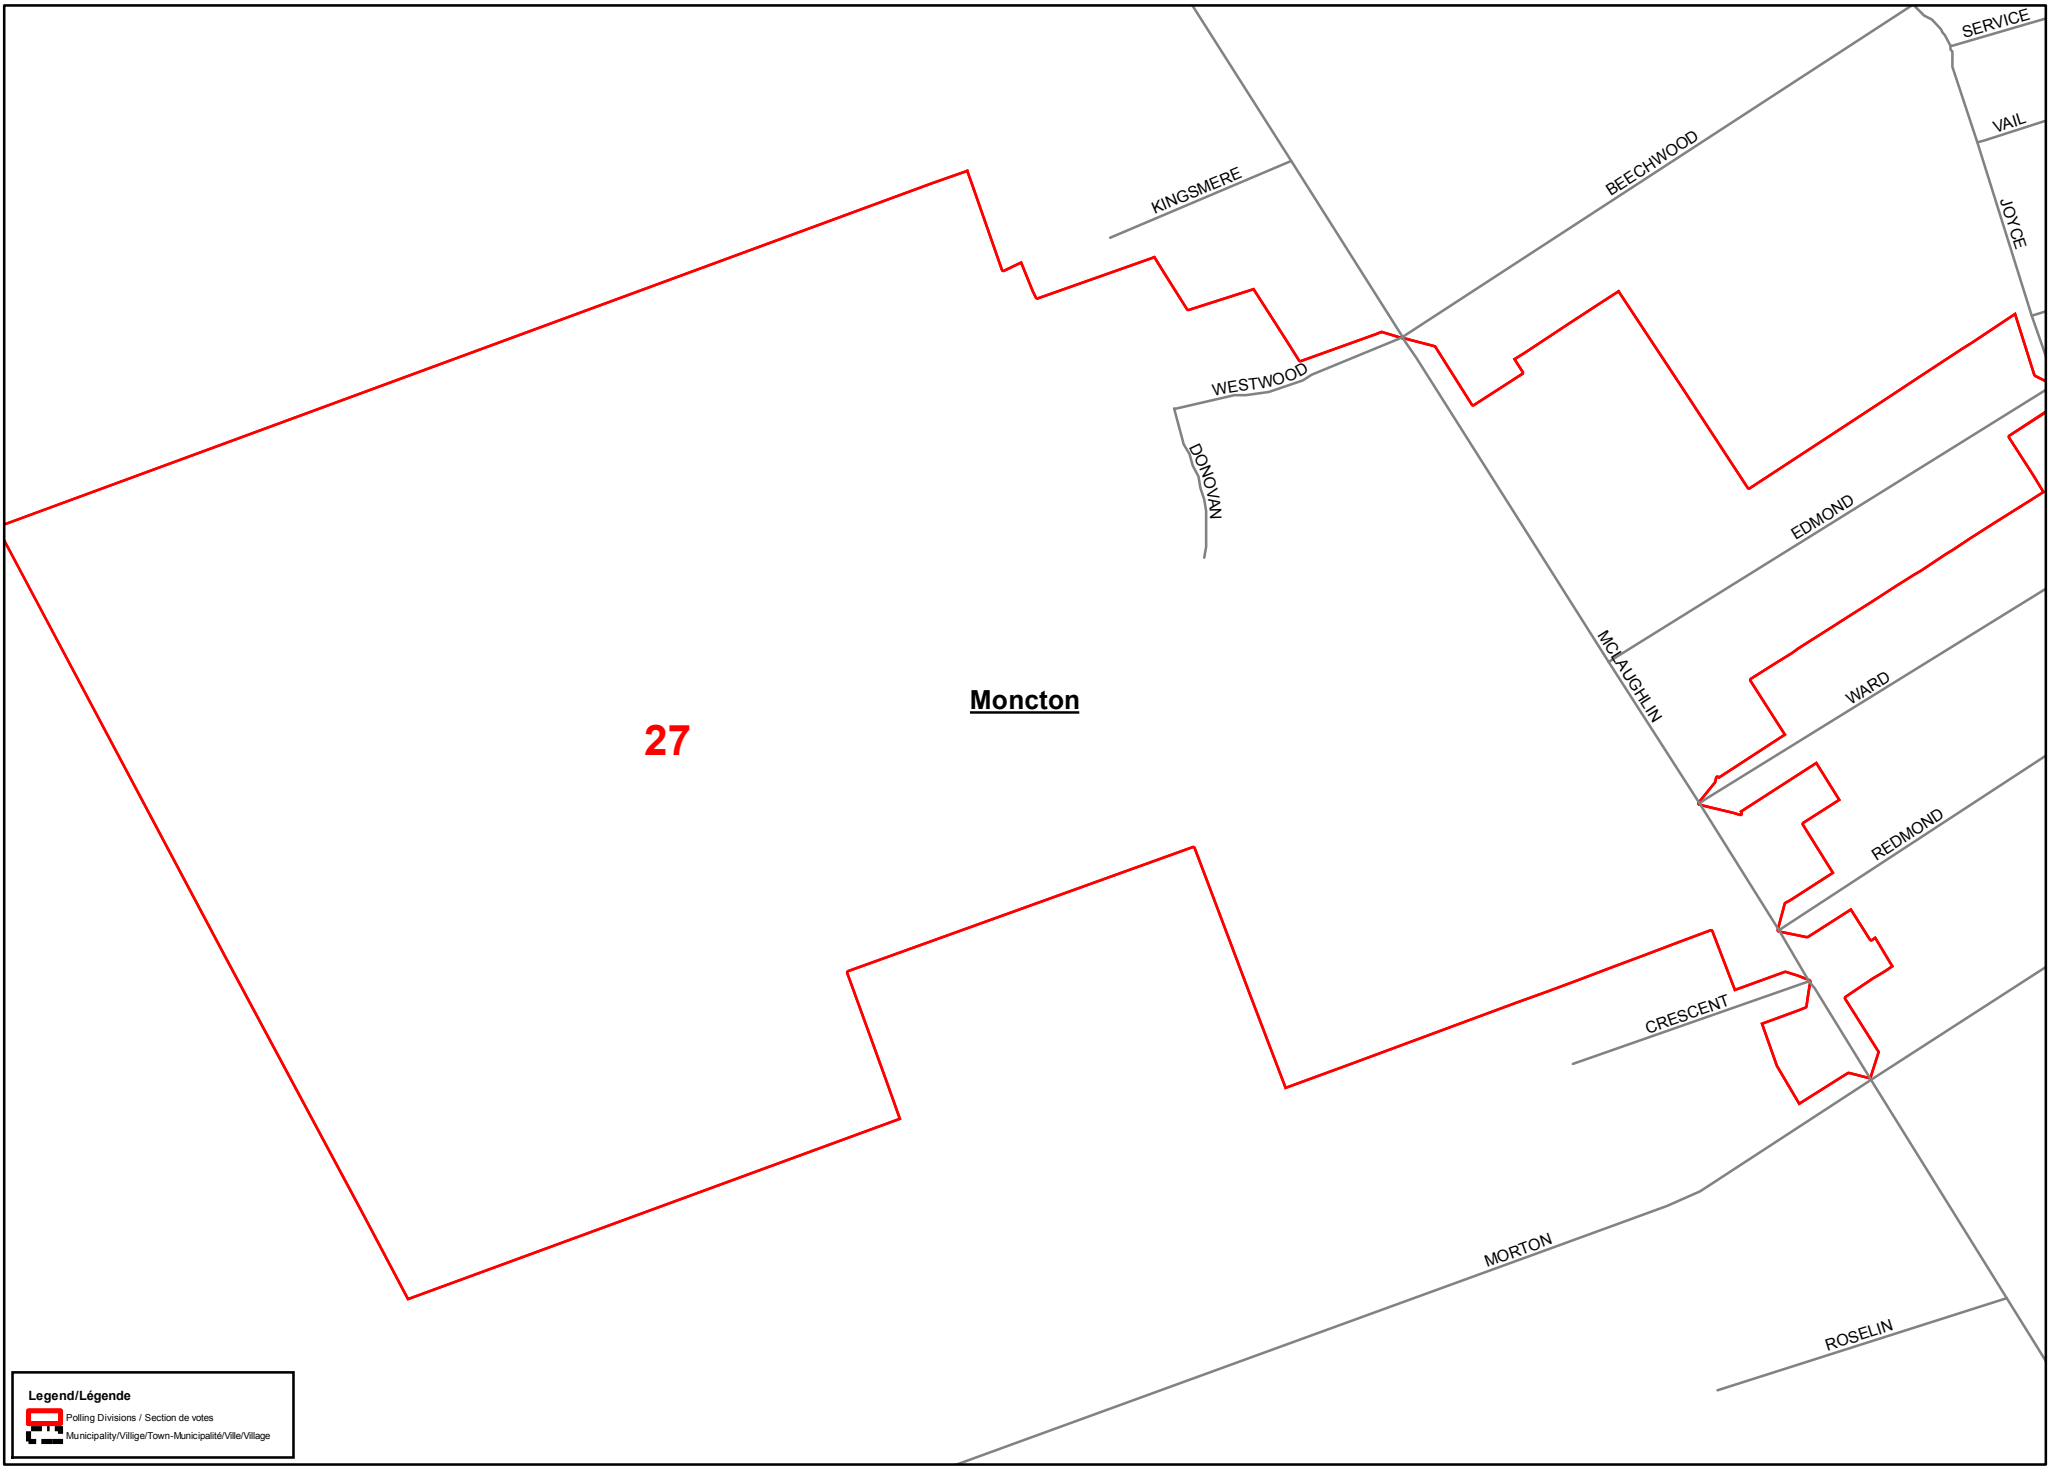 SERVICE
VAIL
BEECHWOOD
KINGSMERE
JOYCE
WESTWOOD
DONOVAN
EDMOND
MCLAUGHLIN
WARD
Moncton
27
REDMOND
CRESCENT
MORTON
ROSELIN
Legend/Légende
Polling Divisions / Section de votes
Municipality/Villige/Town-Municipalité/Ville/Village